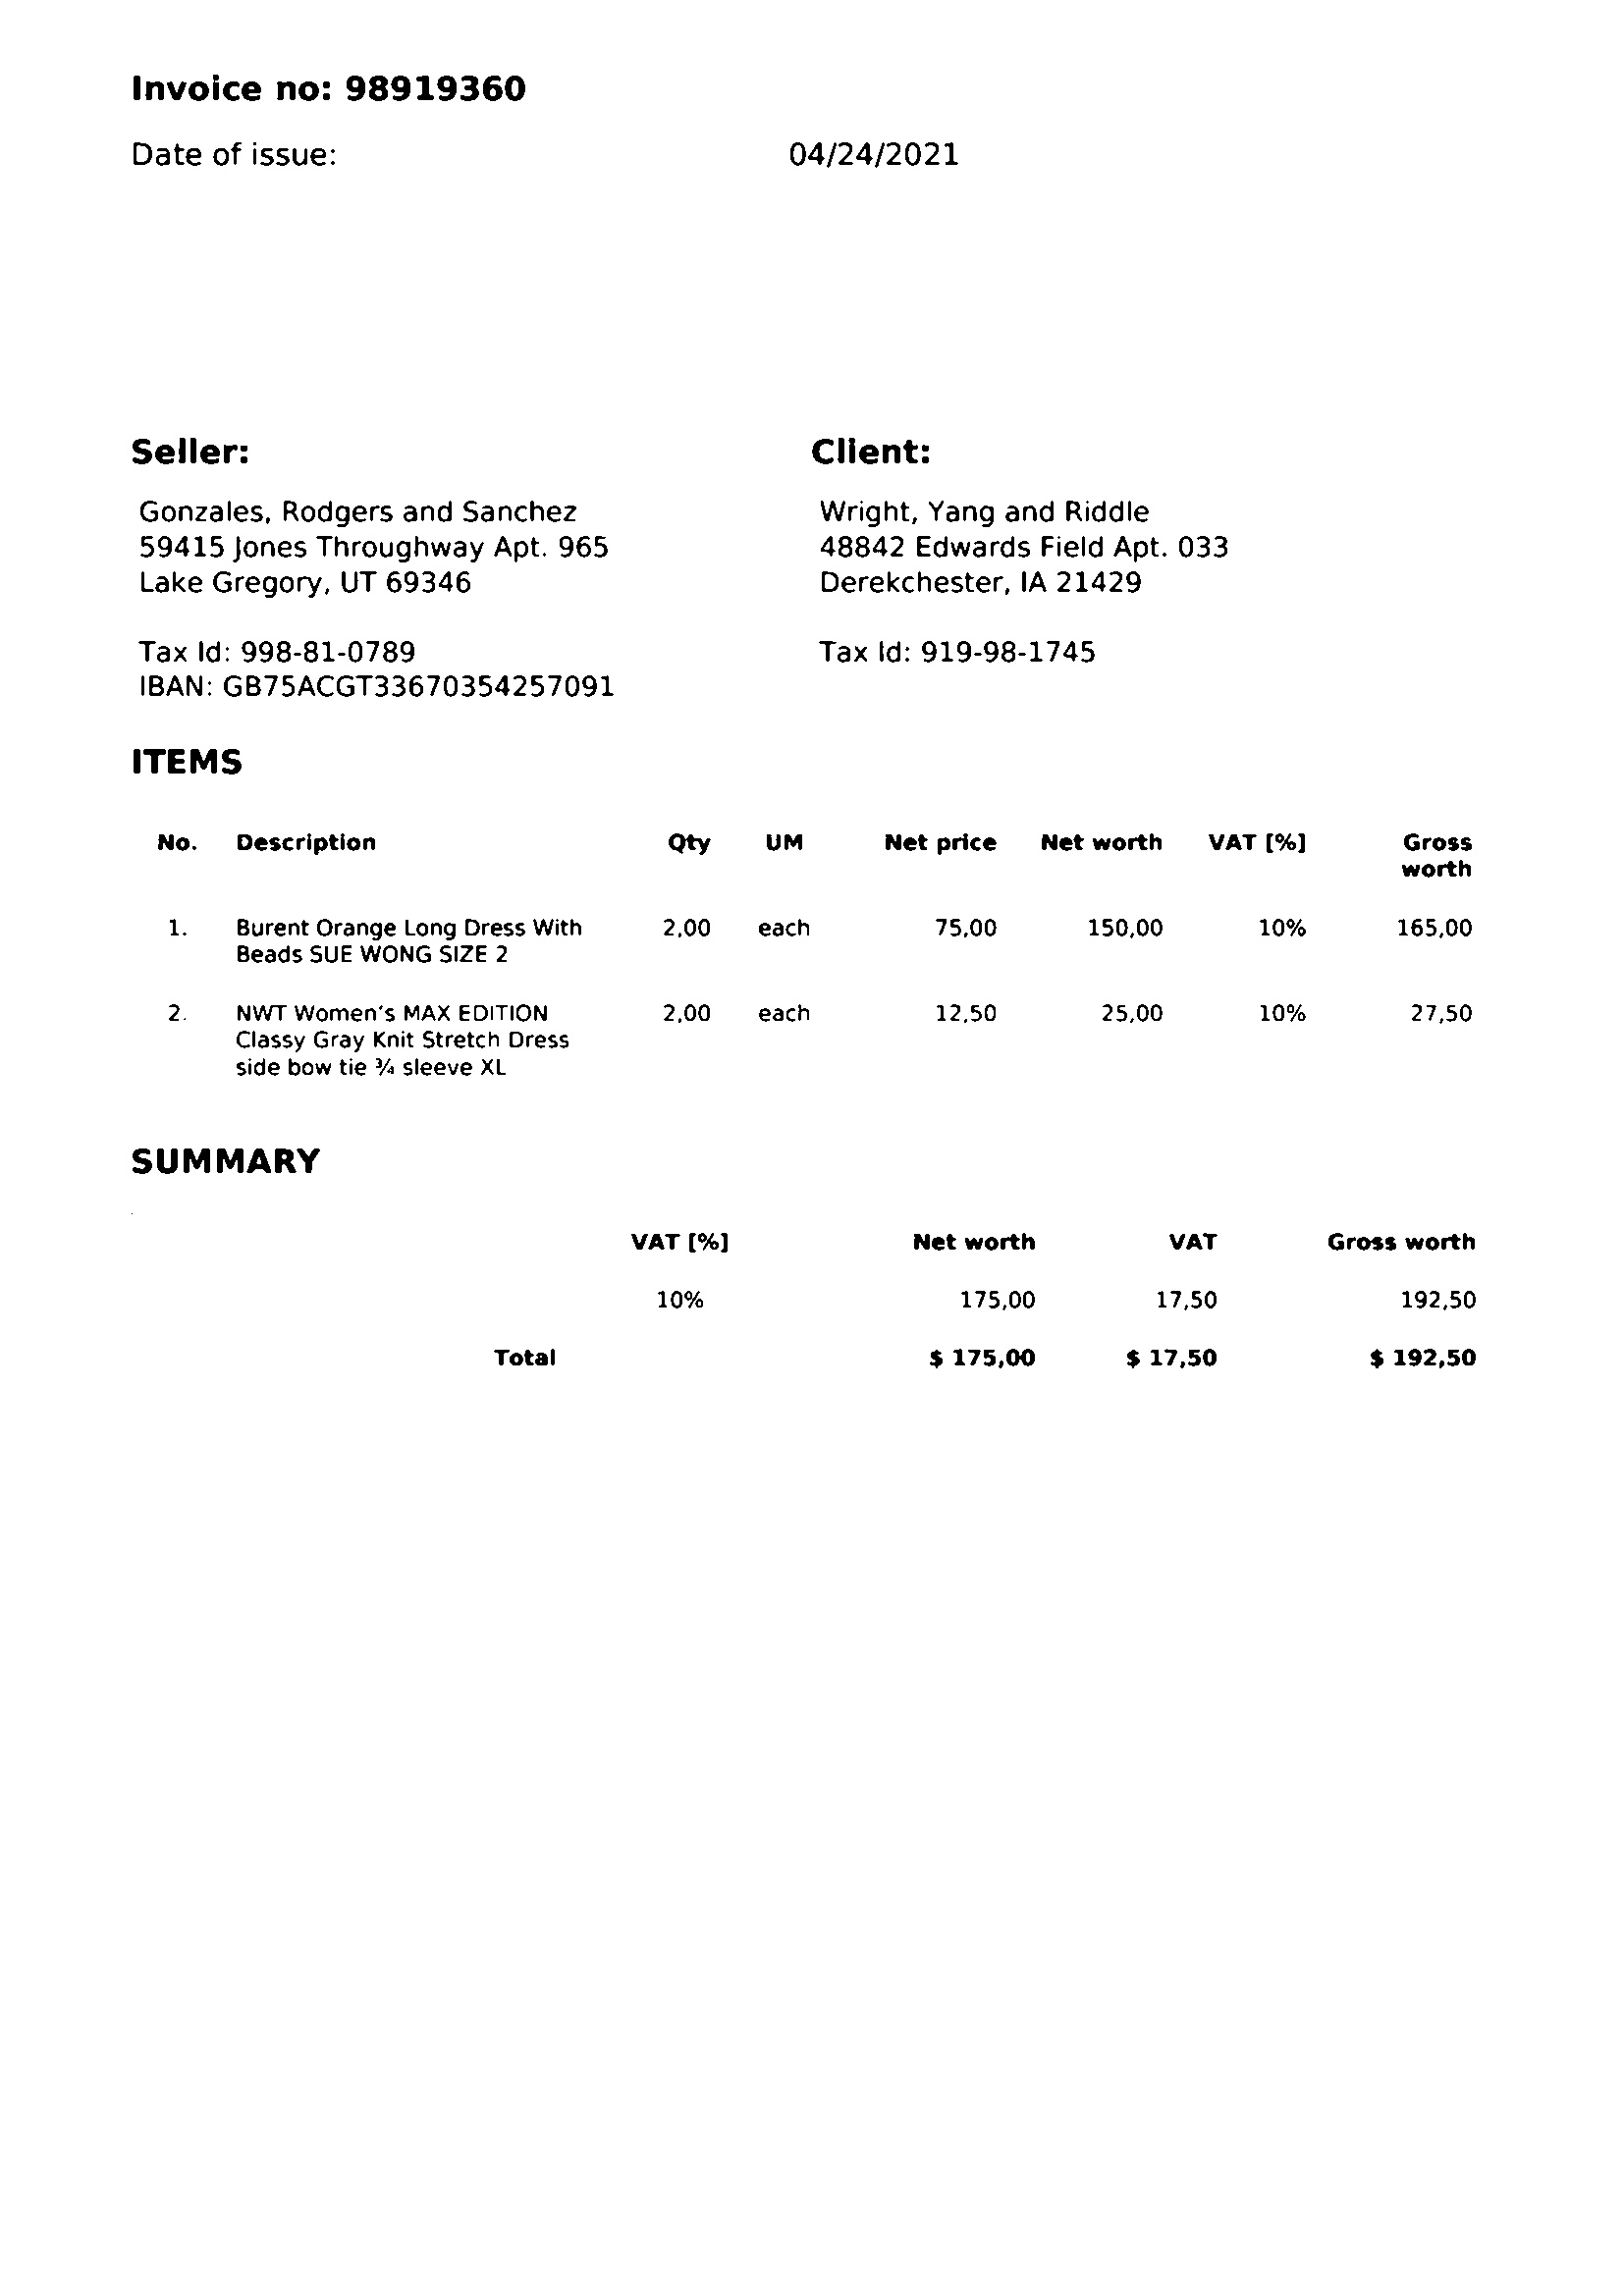 Invoice no: 98919360
Date of issue: 04/24/2021
Seller:
Gonzales, Rodgers and Sanchez
59415 Jones Throughway Apt. 965
Lake Gregory, UT 69346
Tax Id: 998-81-0789
IBAN: GB75ACGT33670354257091
Client:
Wright, Yang and Riddle
48842 Edwards Field Apt. 033
Derekchester, IA 21429
Tax Id: 919-98-1745
ITEMS
No. Description Qty UM Net price Net worth VAT [%] Gross
worth
1. Burent Orange Long Dress With 2,00 each 75,00 150,00 10% 165,00
Beads SUE WONG SIZE 2
2. NWT Women's MAX EDITION 2,00 each 12,50 25,00 10% 27,50
Classy Gray Knit Stretch Dress
side bow tie ¾ sleeve XL
SUMMARY
VAT [%] Net worth VAT Gross worth
10% 175,00 17,50 192,50
Total $ 175,00 $ 17,50 $ 192,50